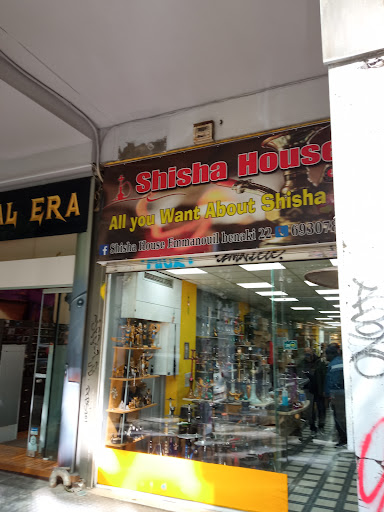 AL ERA
Shisha House
All you Want About Shisha
Shisha House Emmanouil benaki 22